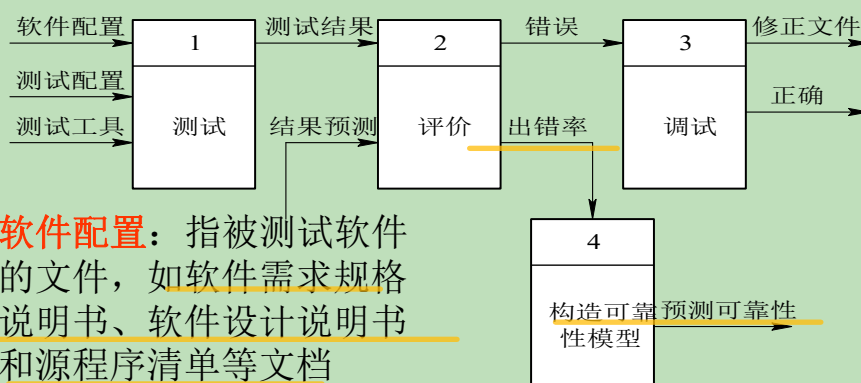 软件配置
测试配置
测试工具
1
测试
测试结果
结果预测
2
评价
错误
出错率
3
调试
修正文件
正确
4
构造可靠
性模型
预测可靠性
软件配置：指被测试软件
的文件，如软件需求规格
说明书、软件设计说明书
和源程序清单等文档